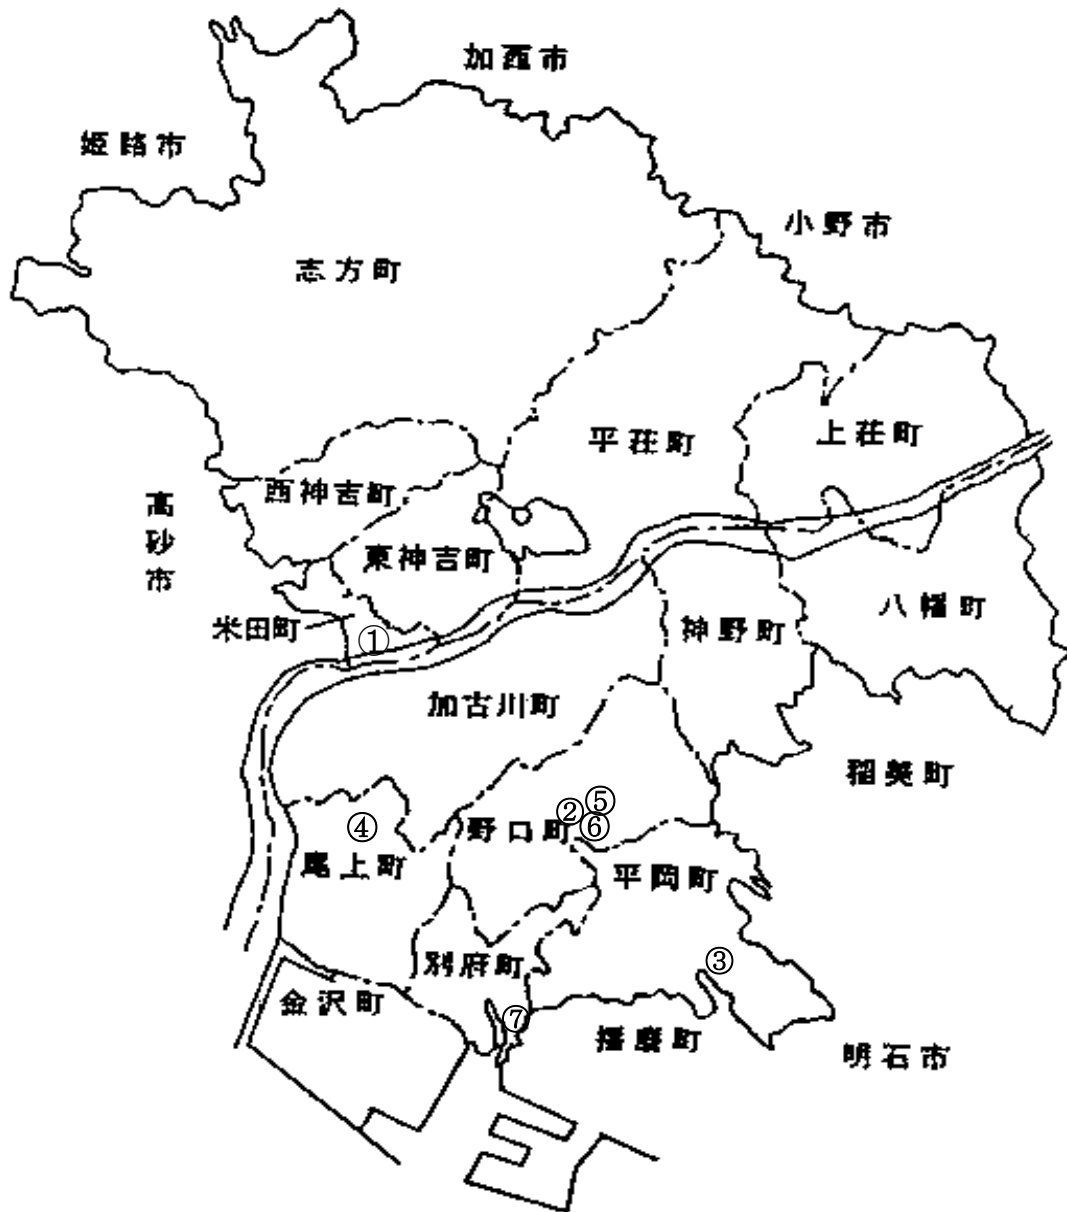 加西市
姫路市
小野市
志方町
平荘町
上荘町
西神吉町
高砂市
東神吉町
八幡町
米田町
①
神野町
加古川町
稲美町
⑤
②
④
野口町
⑥
尾上町
平岡町
別府町
③
金沢町
⑦
播磨町
明石市